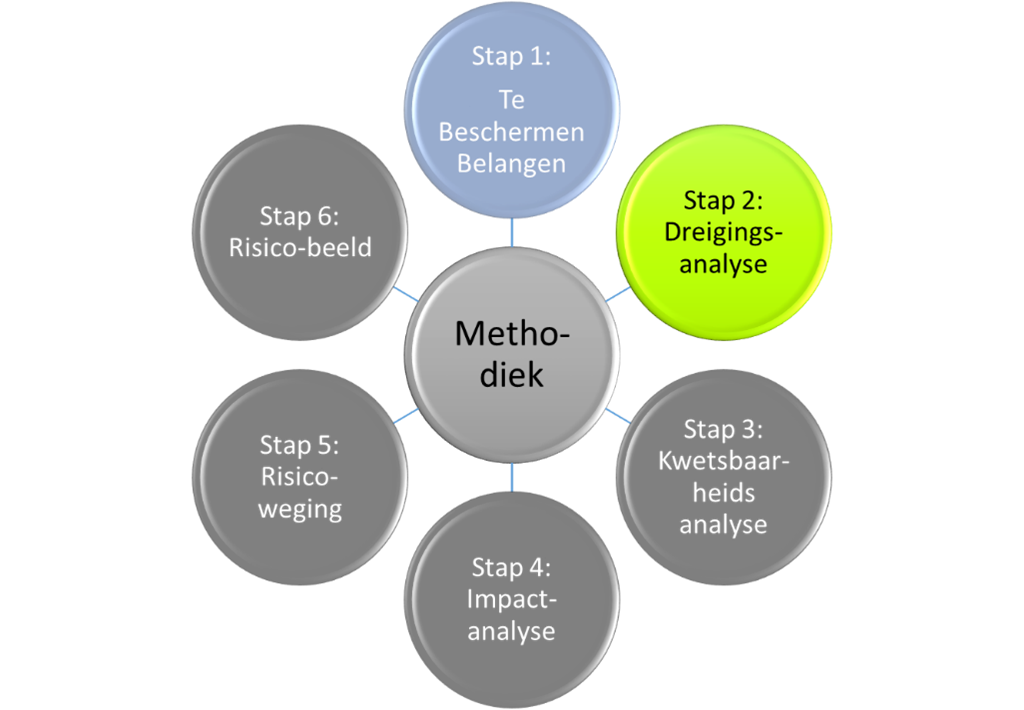 Stap 1:
Te
Beschermen
Belangen
Stap 2:
Dreigings-
analyse
Stap 3:
Kwetsbaar-
heids
analyse
Stap 4:
Impact-
analyse
Stap 5:
Risico-
weging
Stap 6:
Risico-beeld
Metho-
diek